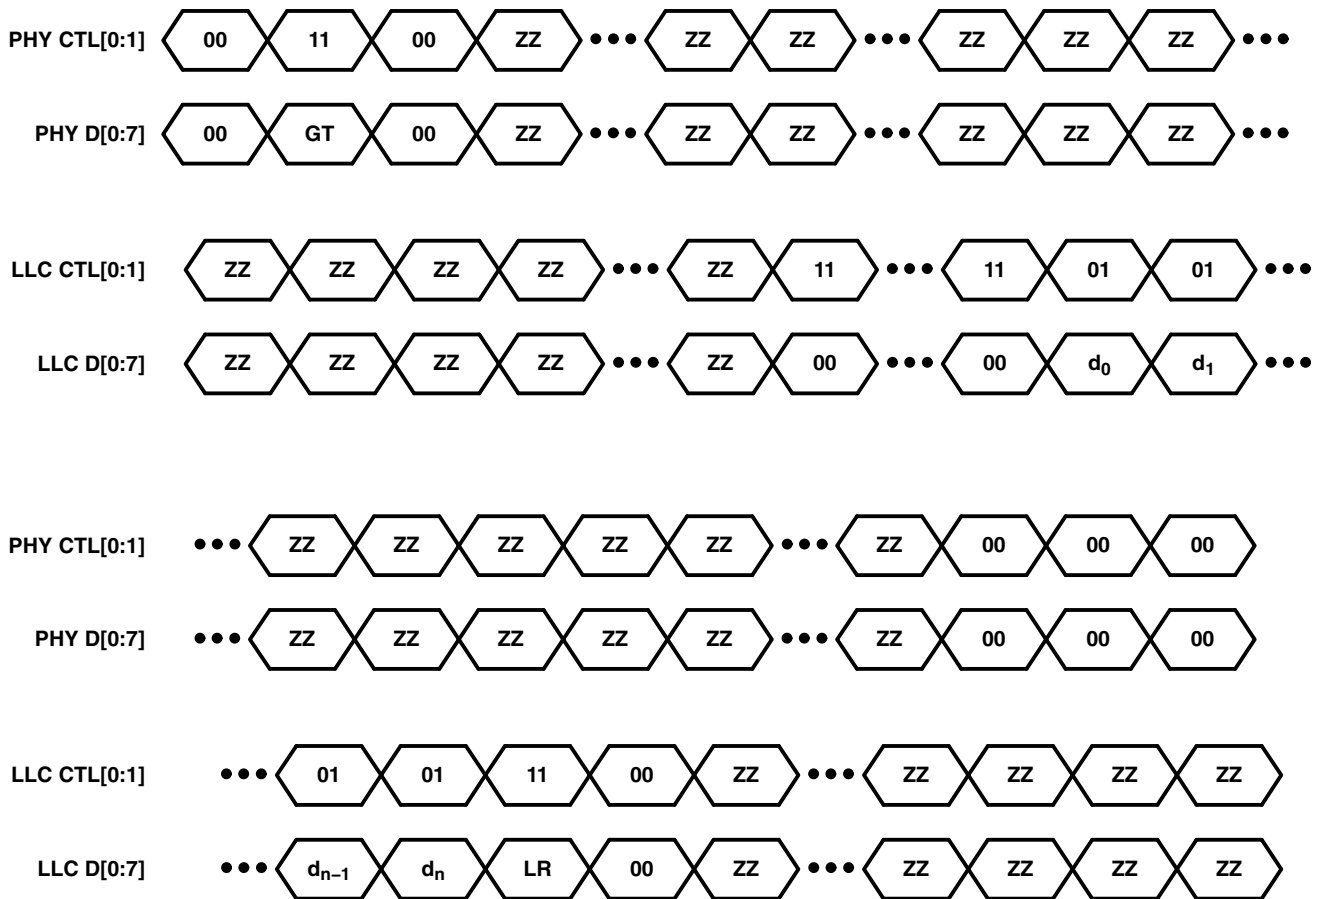 PHY CTL[0:1] 00 11 00 ZZ ••• ZZ ZZ ••• ZZ ZZ ZZ •••
PHY D[0:7] 00 GT 00 ZZ ••• ZZ ZZ ••• ZZ ZZ ZZ •••
LLC CTL[0:1] ZZ ZZ ZZ ZZ ••• ZZ 11 ••• 11 01 01 •••
LLC D[0:7] ZZ ZZ ZZ ZZ ••• ZZ 00 ••• 00 d0 d1 •••
PHY CTL[0:1] ••• ZZ ZZ ZZ ZZ ZZ ••• ZZ 00 00 00
PHY D[0:7] ••• ZZ ZZ ZZ ZZ ZZ ••• ZZ 00 00 00
LLC CTL[0:1] ••• 01 01 11 00 ZZ ••• ZZ ZZ ZZ ZZ
LLC D[0:7] ••• dn−1 dn LR 00 ZZ ••• ZZ ZZ ZZ ZZ